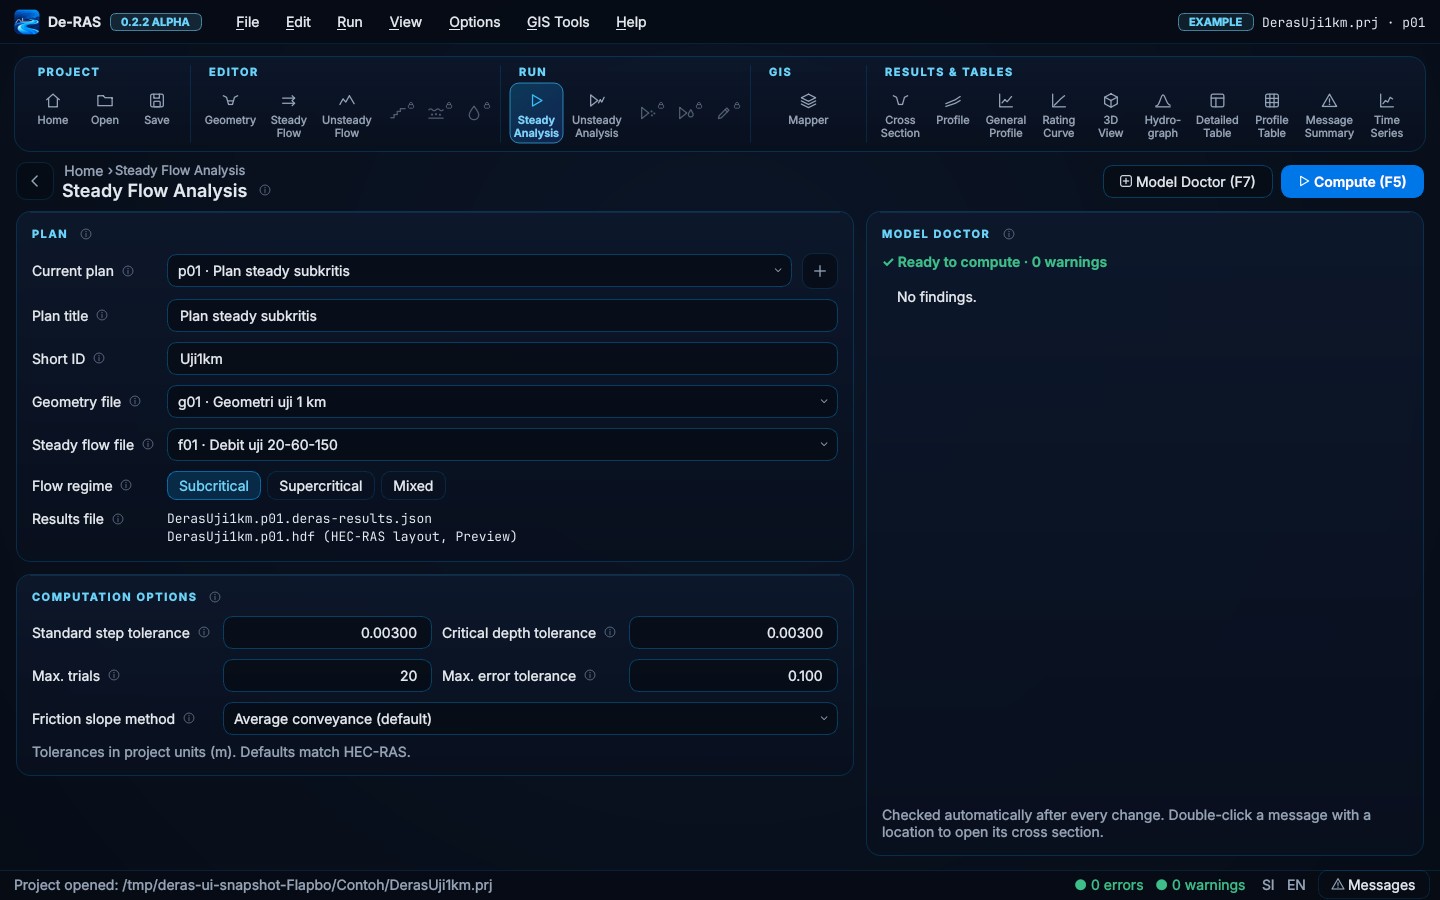 De-RAS
0.2.2 ALPHA
File
Edit
Run
View
Options
GIS Tools
Help
EXAMPLE
DerasUji1km.prj · p01
PROJECT
Home
Open
Save
EDITOR
Geometry
Steady
Flow
Unsteady
Flow
RUN
Steady
Analysis
Unsteady
Analysis
GIS
Mapper
RESULTS & TABLES
Cross
Section
Profile
General
Profile
Rating
Curve
3D
View
Hydro-
graph
Detailed
Table
Profile
Table
Message
Summary
Time
Series
Home › Steady Flow Analysis
Steady Flow Analysis
Model Doctor (F7)
Compute (F5)
PLAN
Current plan
p01 · Plan steady subkritis
Plan title
Plan steady subkritis
Short ID
Uji1km
Geometry file
g01 · Geometri uji 1 km
Steady flow file
f01 · Debit uji 20-60-150
Flow regime
Subcritical
Supercritical
Mixed
Results file
DerasUji1km.p01.deras-results.json
DerasUji1km.p01.hdf (HEC-RAS layout, Preview)
COMPUTATION OPTIONS
Standard step tolerance
0.00300
Critical depth tolerance
0.00300
Max. trials
20
Max. error tolerance
0.100
Friction slope method
Average conveyance (default)
Tolerances in project units (m). Defaults match HEC-RAS.
MODEL DOCTOR
✓ Ready to compute · 0 warnings
No findings.
Checked automatically after every change. Double-click a message with a
location to open its cross section.
Project opened: /tmp/deras-ui-snapshot-Flapbo/Contoh/DerasUji1km.prj
0 errors
0 warnings
SI
EN
Messages